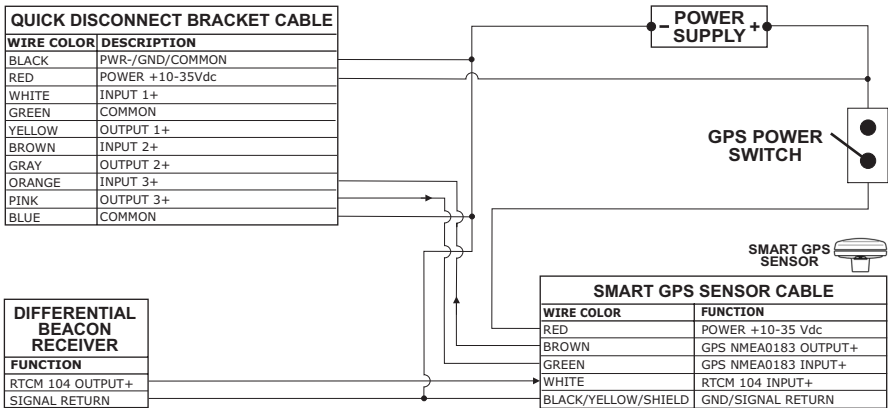 QUICK DISCONNECT BRACKET CABLE
WIRE COLOR DESCRIPTION
BLACK PWR-/GND/COMMON
RED POWER +10-35Vdc
WHITE INPUT 1+
GREEN COMMON
YELLOW OUTPUT 1+
BROWN INPUT 2+
GRAY OUTPUT 2+
ORANGE INPUT 3+
PINK OUTPUT 3+
BLUE COMMON
- POWER SUPPLY +
GPS POWER
SWITCH
SMART GPS
SENSOR
DIFFERENTIAL
BEACON
RECEIVER
FUNCTION
RTCM 104 OUTPUT+
SIGNAL RETURN
SMART GPS SENSOR CABLE
WIRE COLOR FUNCTION
RED POWER +10-35 Vdc
BROWN GPS NMEA0183 OUTPUT+
GREEN GPS NMEA0183 INPUT+
WHITE RTCM 104 INPUT+
BLACK/YELLOW/SHIELD GND/SIGNAL RETURN